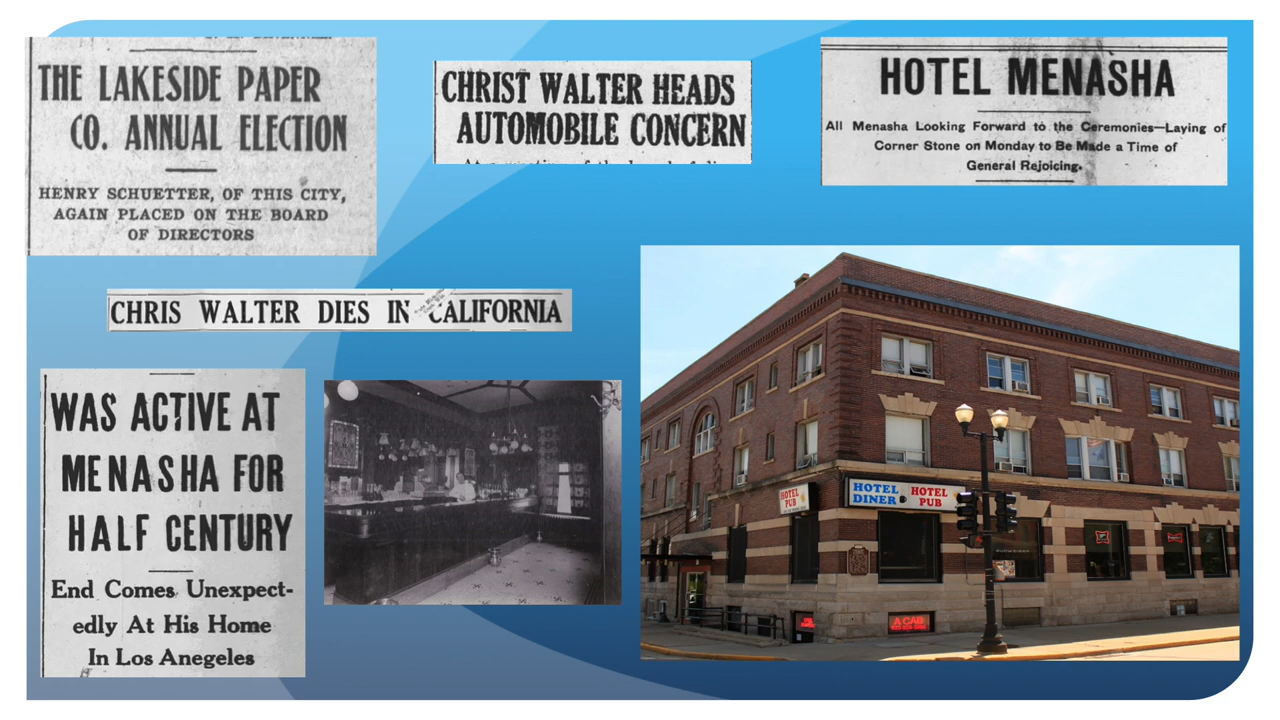 THE LAKESIDE PAPER
CO. ANNUAL ELECTION
HENRY SCHUETTER, OF THIS CITY,
AGAIN PLACED ON THE BOARD
OF DIRECTORS
CHRIST WALTER HEADS
AUTOMOBILE CONCERN
HOTEL MENASHA
All Menasha Looking Forward to the Ceremonies—Laying of
Corner Stone on Monday to Be Made a Time of
General Rejoicing.
CHRIS WALTER DIES IN CALIFORNIA
WAS ACTIVE AT
MENASHA FOR
HALF CENTURY
End Comes Unexpect-
edly At His Home
In Los Anegeles
HOTEL
PUB
HOTEL
DINER
HOTEL
PUB
A CAB